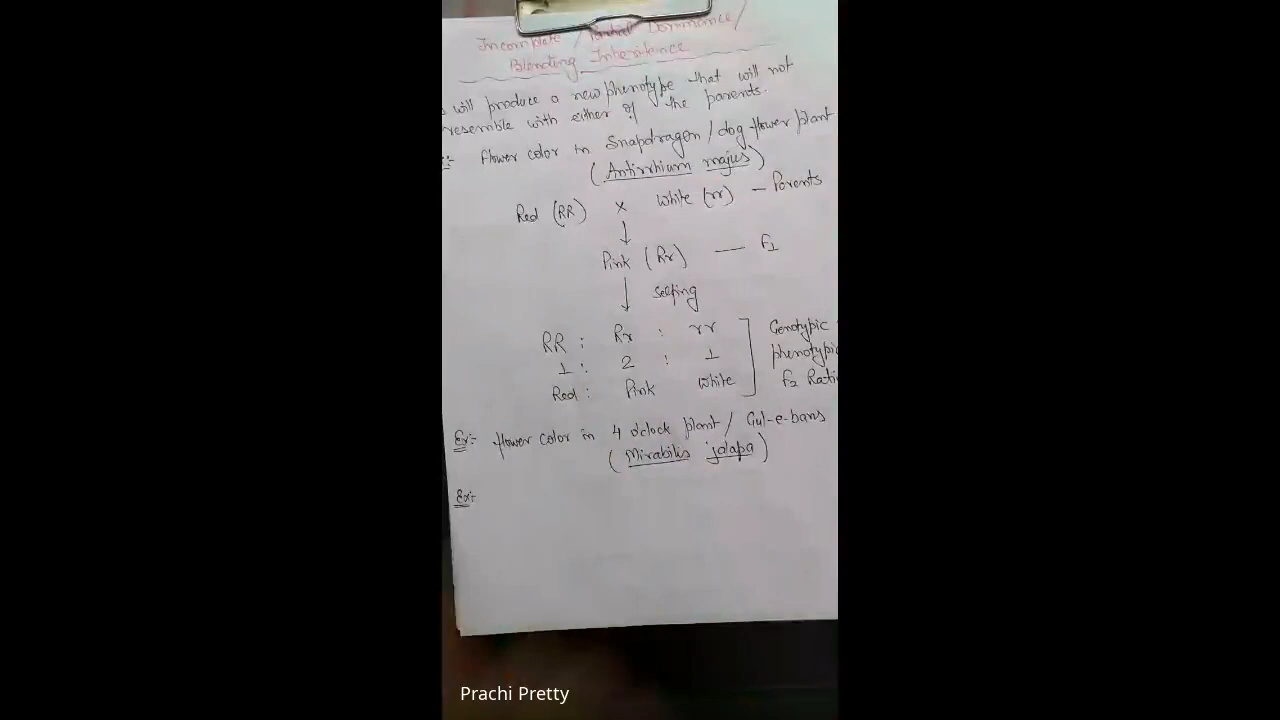 Incomplete / Partial Dominance/
Blending Inheritence
will produce a new phenotype that will not
resemble with either of the parents.
flower color in Snapdragon / dog flower plant
(Antirrhium majus)
Red (RR) x White (rr) — Parents
↓
Pink (Rr) — F1
↓ Selfing
RR : Rr : rr ] Genotypic
1 : 2 : 1 phenotypic
Red : Pink White F2 Rati
Ex:- flower color in 4 o'clock plant / Gul-e-bans
(Mirabilis jalapa)
Ex:-
Prachi Pretty